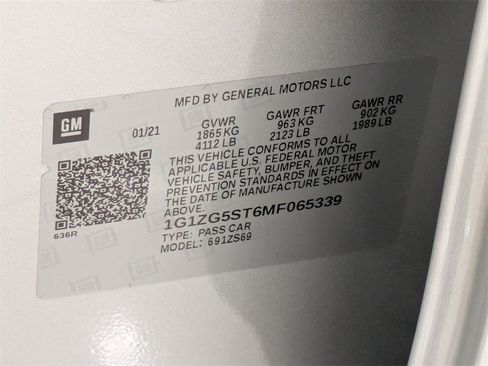 MFD BY GENERAL MOTORS LLC
GM
01/21
GVWR GAWR FRT GAWR RR
1865 KG 963 KG 902 KG
4112 LB 2123 LB 1989 LB
THIS VEHICLE CONFORMS TO ALL
APPLICABLE U.S. FEDERAL MOTOR
VEHICLE SAFETY, BUMPER, AND THEFT
PREVENTION STANDARDS IN EFFECT ON
THE DATE OF MANUFACTURE SHOWN
ABOVE.
1G1ZG5ST6MF065339
636R
TYPE: PASS CAR
MODEL: 691ZS69